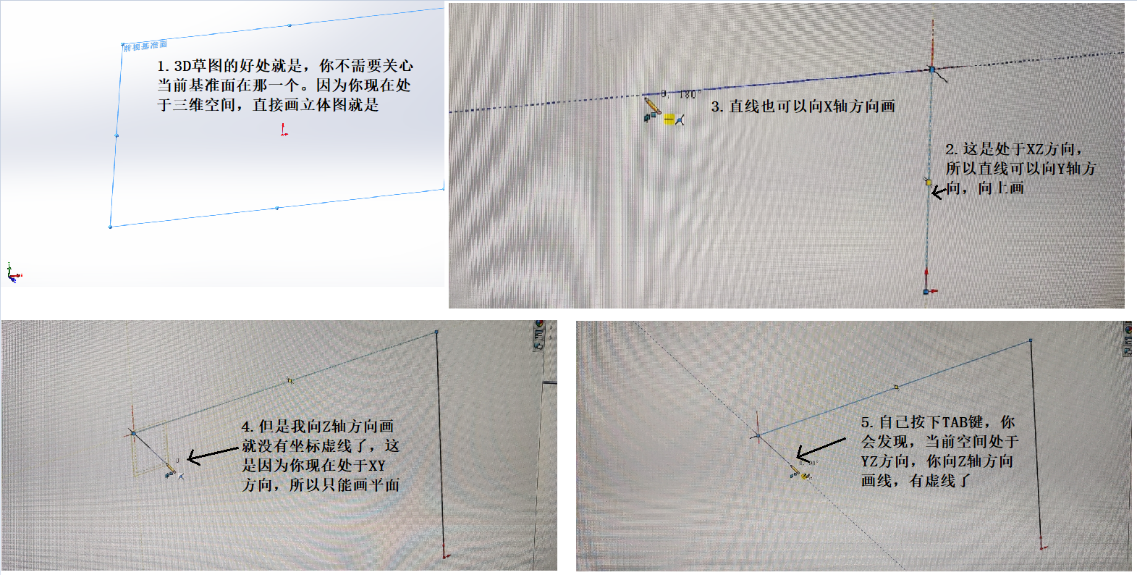 前视基准面
1.3D草图的好处就是，你不需要关心
当前基准面在那一个。因为你现在处
于三维空间，直接画立体图就是
180
3.直线也可以向X轴方向画
2.这是处于XZ方向，
所以直线可以向Y轴方
向，向上画
4.但是我向Z轴方向画
就没有坐标虚线了，这
是因为你现在处于XY
方向，所以只能画平面
5.自己按下TAB键，你
会发现，当前空间处于
YZ方向，你向Z轴方向
画线，有虚线了